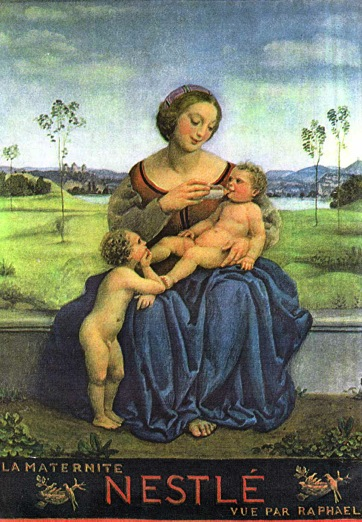 LA MATERNITE
NESTLÉ
VUE PAR RAPHAEL